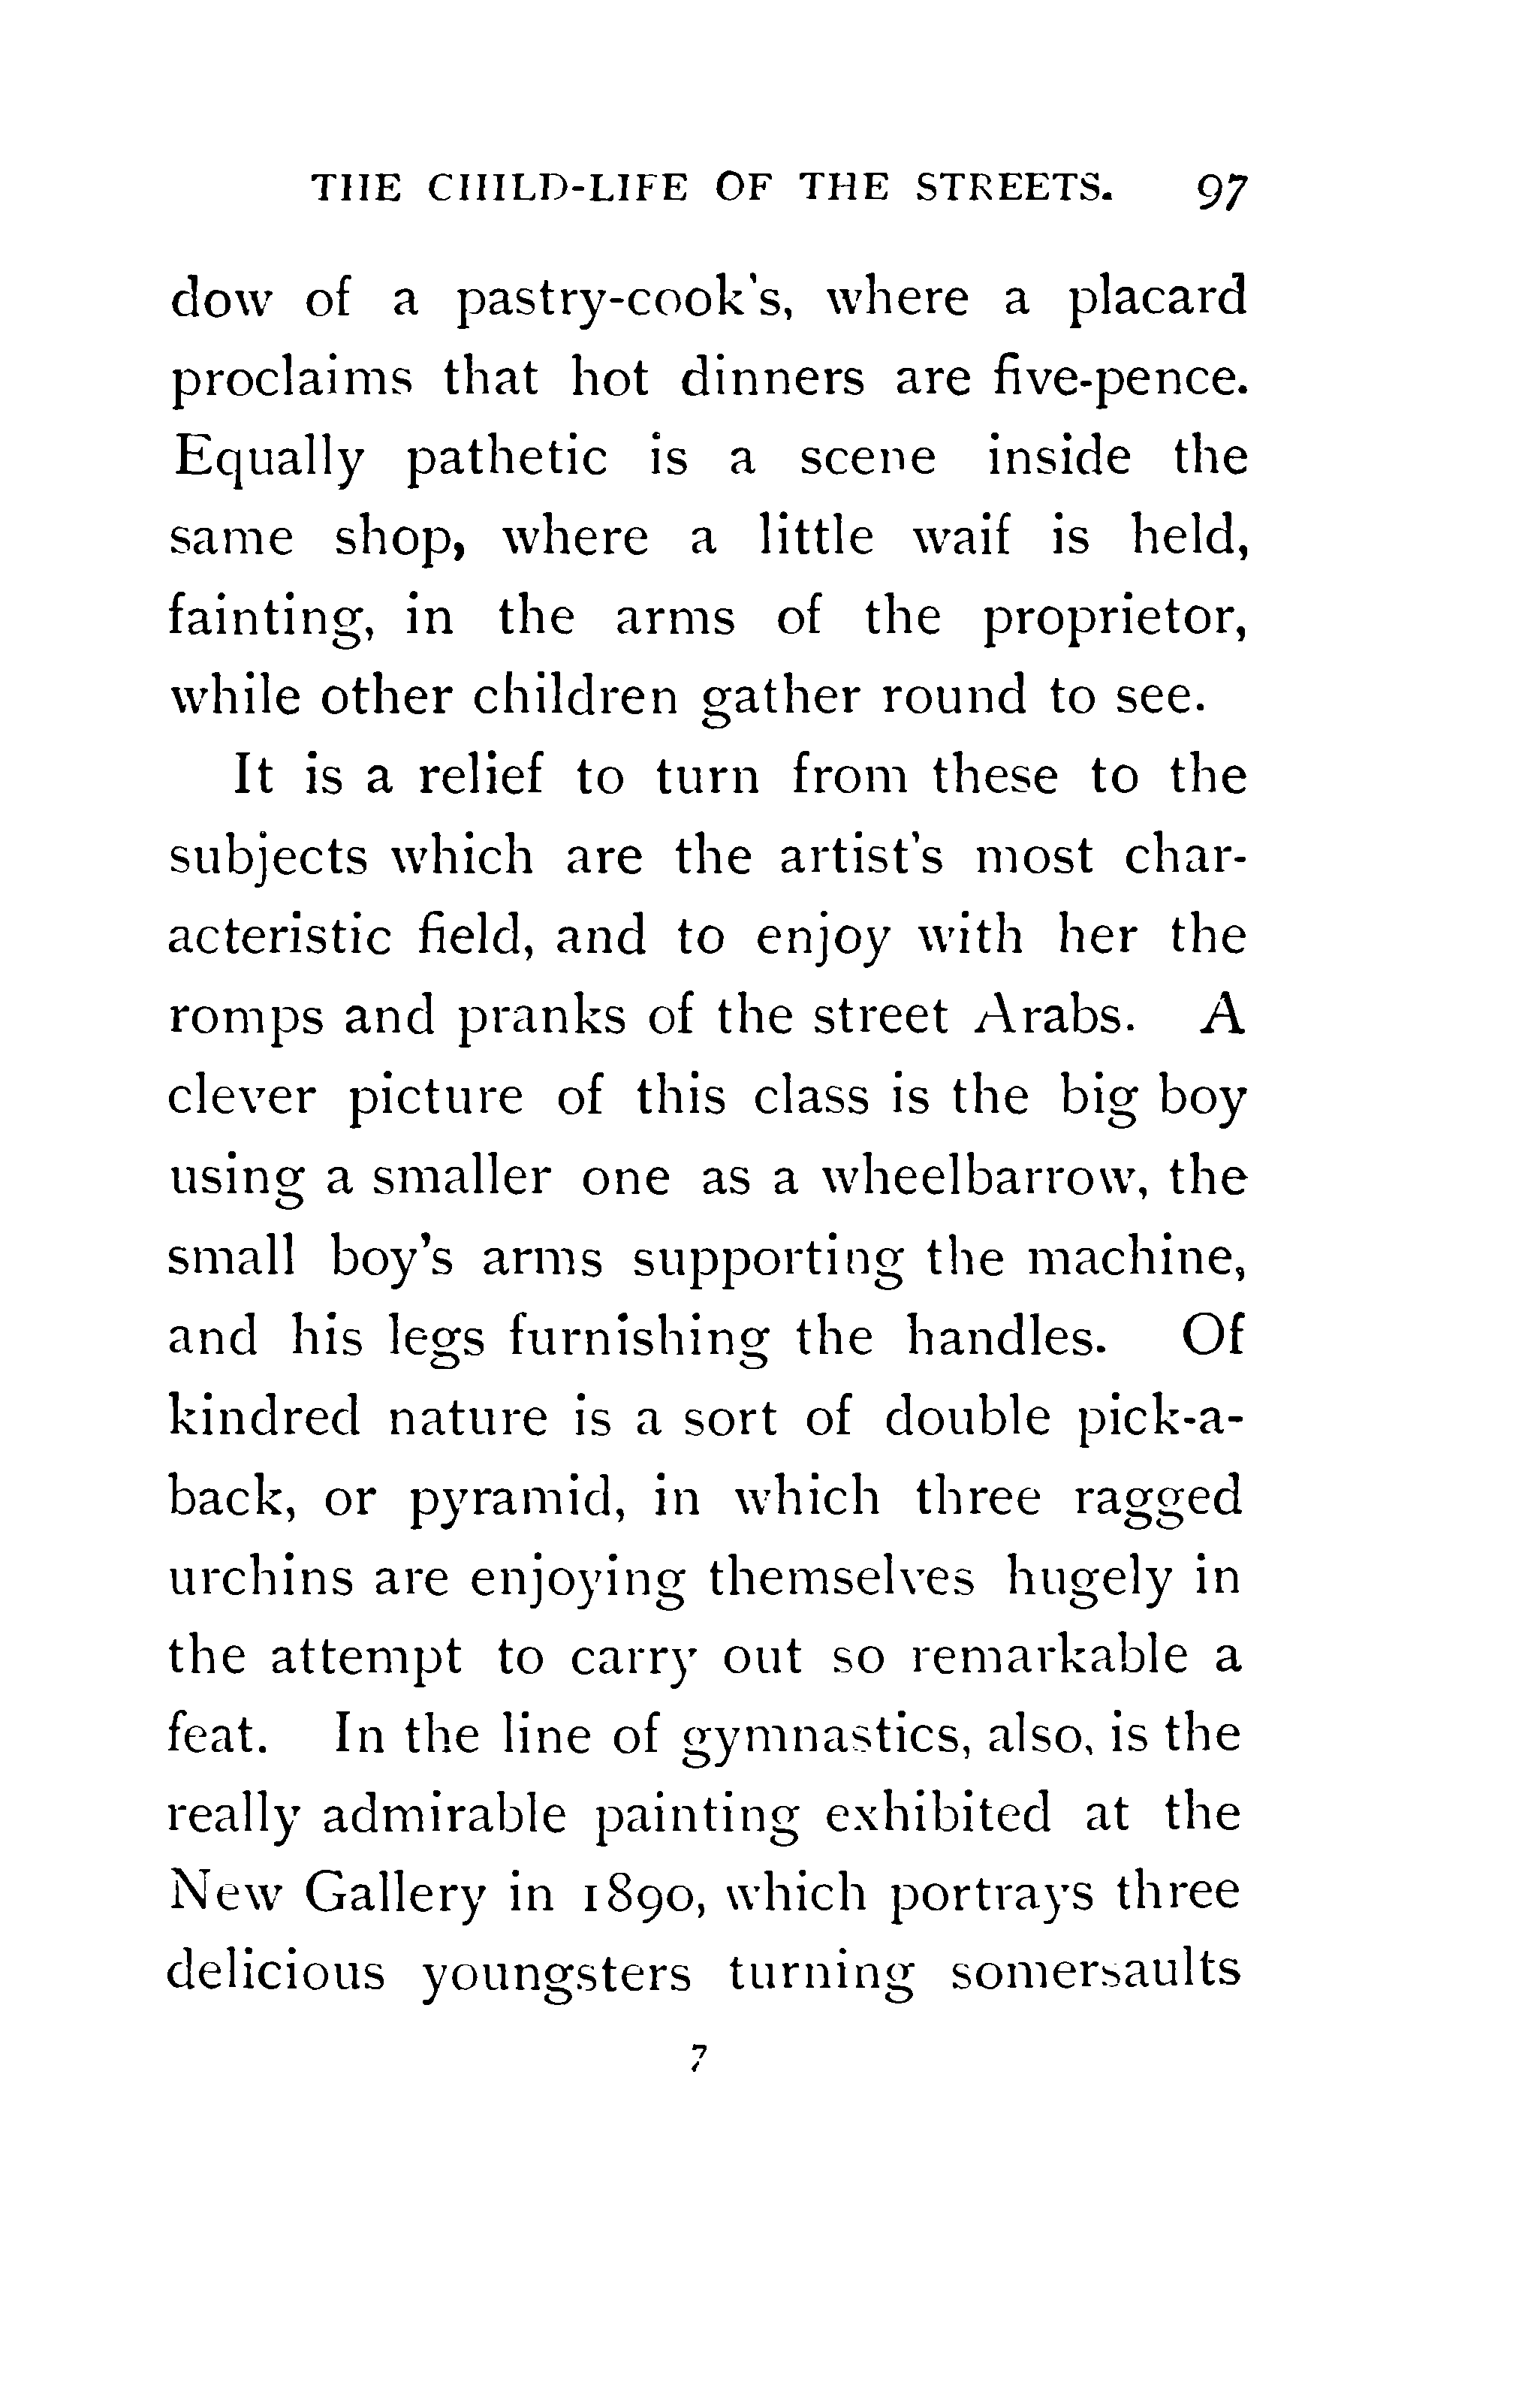 THE CHILD-LIFE OF THE STREETS. 97
dow of a pastry-cook's, where a placard
proclaims that hot dinners are five-pence.
Equally pathetic is a scene inside the
same shop, where a little waif is held,
fainting, in the arms of the proprietor,
while other children gather round to see.
It is a relief to turn from these to the
subjects which are the artist's most char-
acteristic field, and to enjoy with her the
romps and pranks of the street Arabs. A
clever picture of this class is the big boy
using a smaller one as a wheelbarrow, the
small boy's arms supporting the machine,
and his legs furnishing the handles. Of
kindred nature is a sort of double pick-a-
back, or pyramid, in which three ragged
urchins are enjoying themselves hugely in
the attempt to carry out so remarkable a
feat. In the line of gymnastics, also, is the
really admirable painting exhibited at the
New Gallery in 1890, which portrays three
delicious youngsters turning somersaults
7